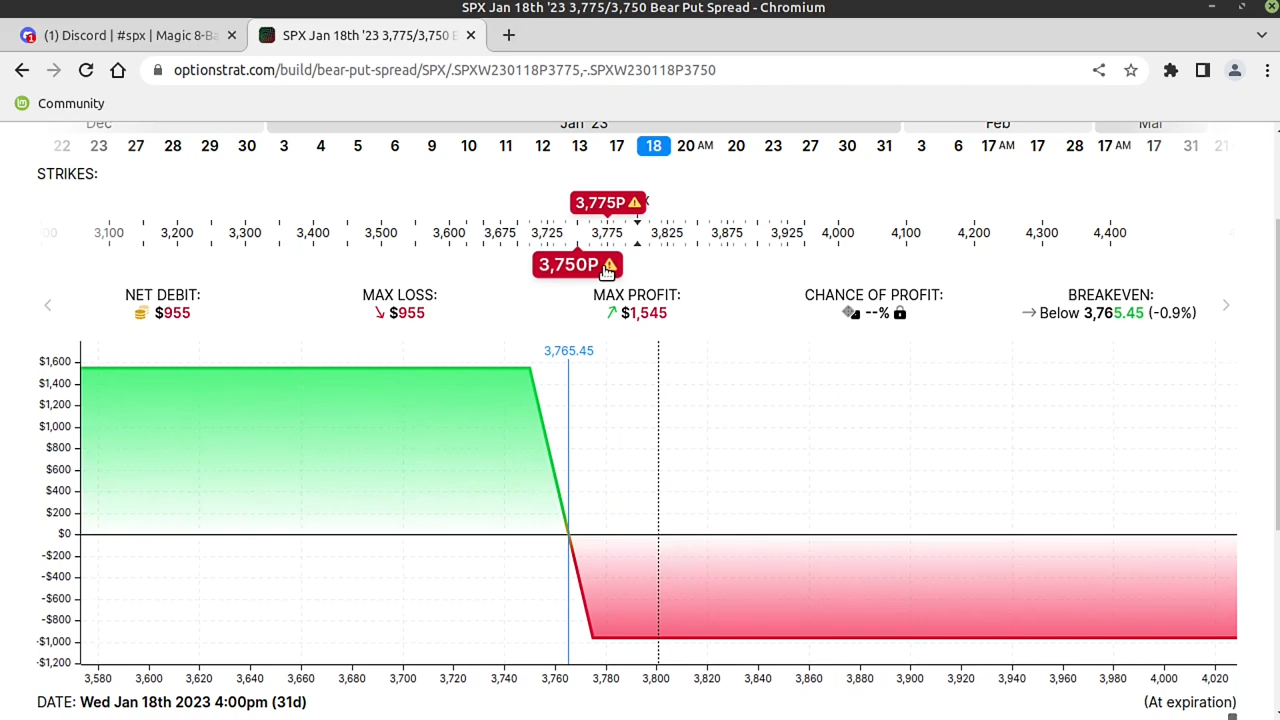 SPX Jan 18th '23 3,775/3,750 Bear Put Spread - Chromium
(1) Discord | #spx | Magic 8-Ba
SPX Jan 18th '23 3,775/3,750 B
optionstrat.com/build/bear-put-spread/SPX/.SPXW230118P3775,-.SPXW230118P3750
Community
Dec Jan '23 Feb Mar
22 23 27 28 29 30 3 4 5 6 9 10 11 12 13 17 18 20 AM 20 23 27 30 31 3 6 17 AM 17 28 17 AM 17 31 21
STRIKES:
3,775P
00 3,100 3,200 3,300 3,400 3,500 3,600 3,675 3,725 3,775 3,825 3,875 3,925 4,000 4,100 4,200 4,300 4,400
3,750P
NET DEBIT: MAX LOSS: MAX PROFIT: CHANCE OF PROFIT: BREAKEVEN:
$955 $955 $1,545 --% Below 3,765.45 (-0.9%)
3,765.45
$1,600
$1,400
$1,200
$1,000
$800
$600
$400
$200
$0
-$200
-$400
-$600
-$800
-$1,000
-$1,200
3,580 3,600 3,620 3,640 3,660 3,680 3,700 3,720 3,740 3,760 3,780 3,800 3,820 3,840 3,860 3,880 3,900 3,920 3,940 3,960 3,980 4,000 4,020
DATE: Wed Jan 18th 2023 4:00pm (31d) (At expiration)